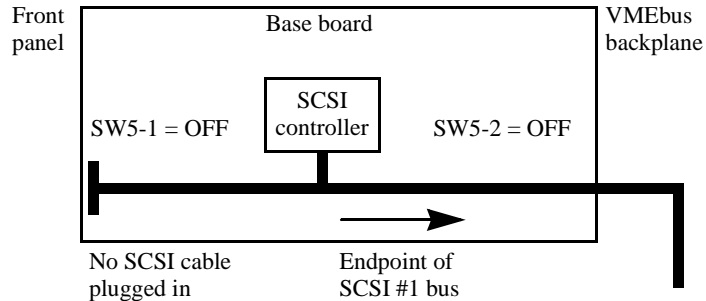 Front
panel
Base board
VMEbus
backplane
SCSI
controller
SW5-1 = OFF
SW5-2 = OFF
No SCSI cable
plugged in
Endpoint of
SCSI #1 bus